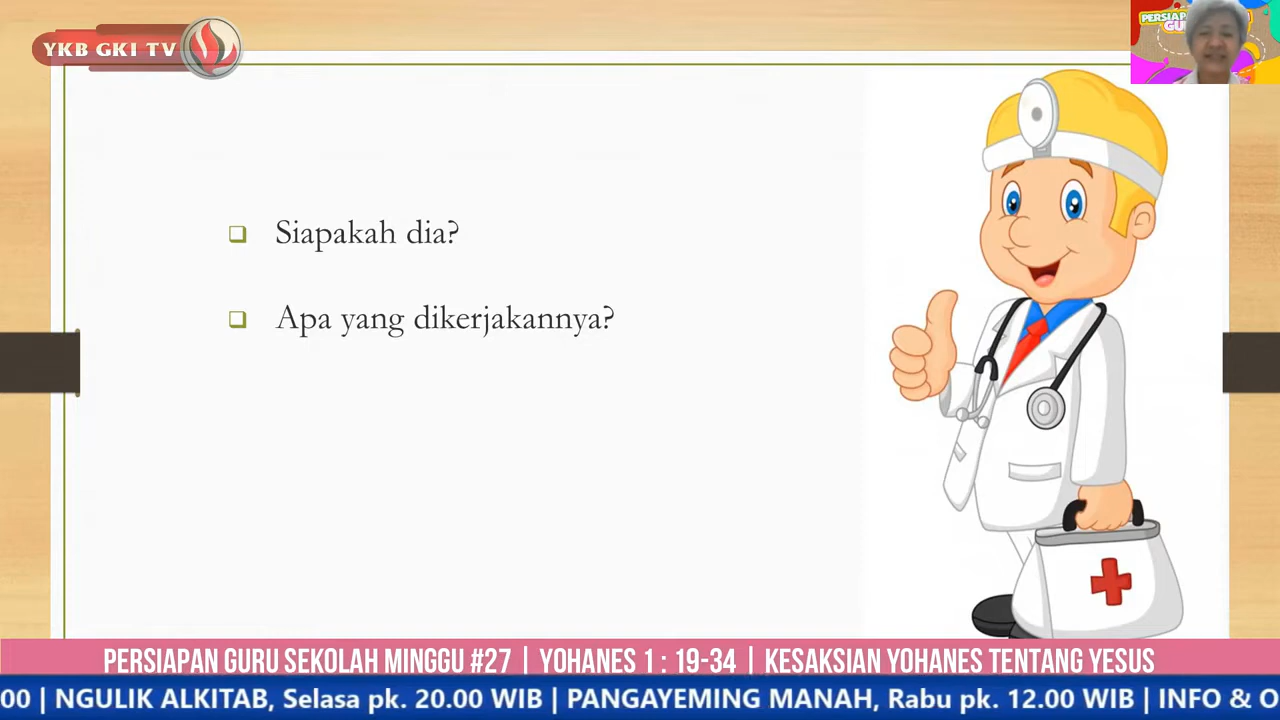 YKB GKI TV
Siapakah dia?
Apa yang dikerjakannya?
PERSIAPAN GURU SEKOLAH MINGGU #27 | YOHANES 1 : 19-34 | KESAKSIAN YOHANES TENTANG YESUS
00 | NGULIK ALKITAB, Selasa pk. 20.00 WIB | PANGAYEMING MANAH, Rabu pk. 12.00 WIB | INFO & O